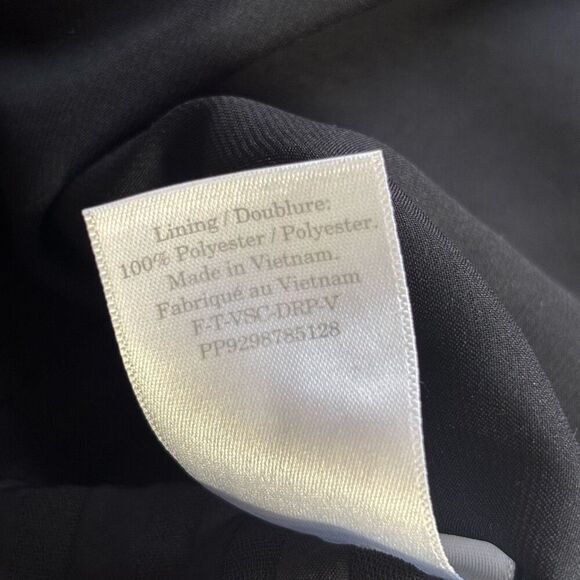 Lining / Doublure:
100% Polyester / Polyester.
Made in Vietnam.
Fabriqué au Vietnam
F-T-VSC-DRP-V
PP9298785128